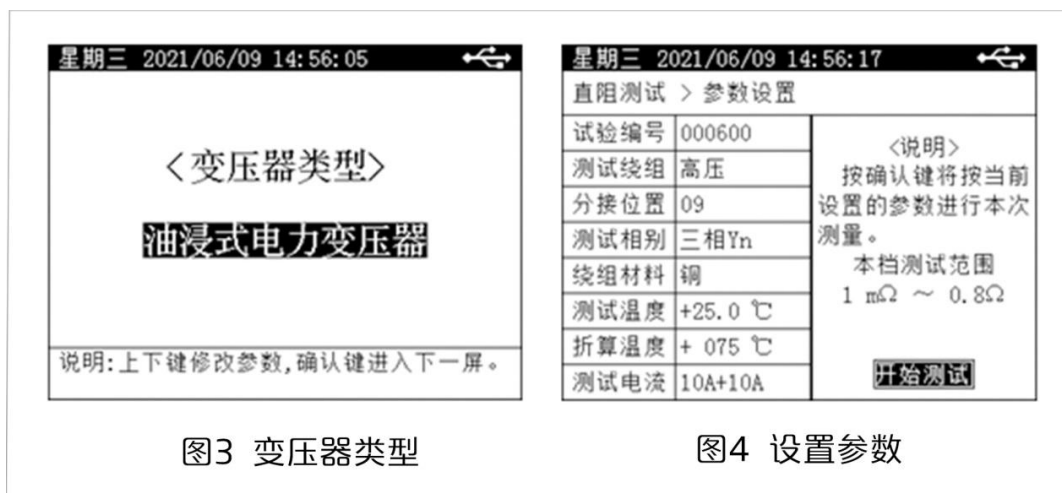 星期三 2021/06/09 14:56:05
<变压器类型>
油浸式电力变压器
说明:上下键修改参数,确认键进入下一屏。
图3 变压器类型
星期三 2021/06/09 14:56:17
直阻测试 > 参数设置
试验编号 000600
测试绕组 高压
分接位置 09
测试相别 三相Yn
绕组材料 铜
测试温度 +25.0 ℃
折算温度 + 075 ℃
测试电流 10A+10A
<说明>
按确认键将按当前
设置的参数进行本次
测量。
本档测试范围
1 mΩ ~ 0.8Ω
开始测试
图4 设置参数